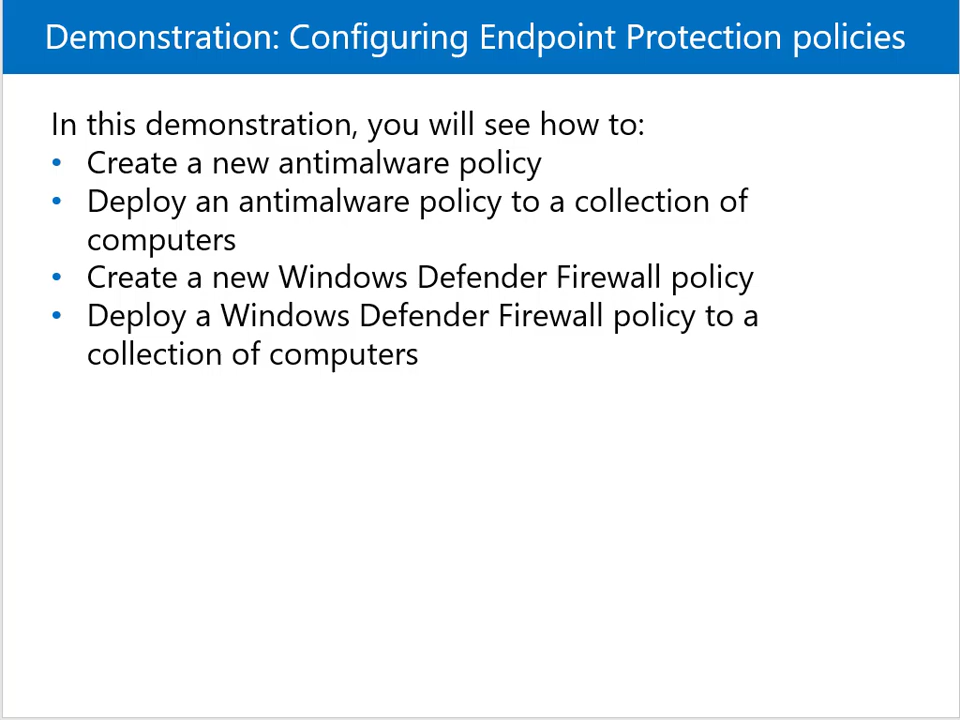 Demonstration: Configuring Endpoint Protection policies
In this demonstration, you will see how to:
• Create a new antimalware policy
• Deploy an antimalware policy to a collection of
computers
• Create a new Windows Defender Firewall policy
• Deploy a Windows Defender Firewall policy to a
collection of computers